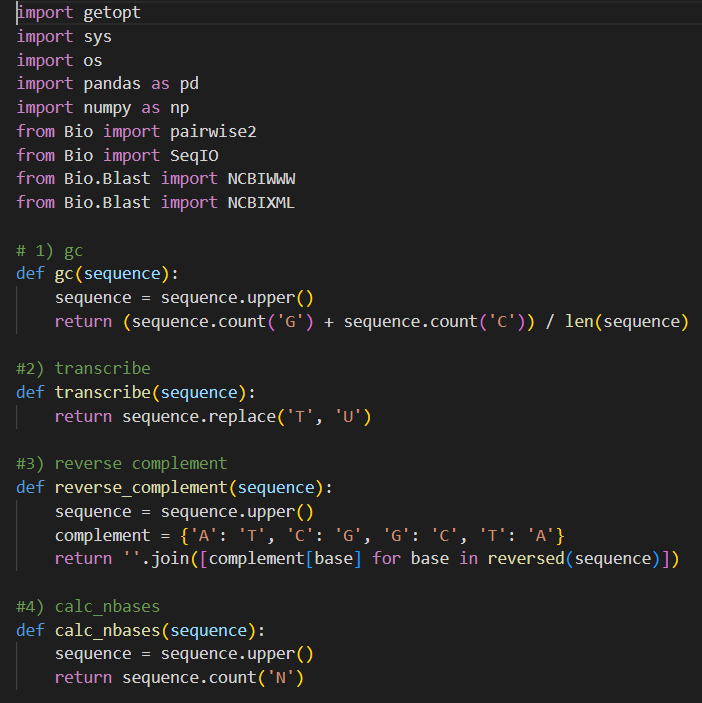 import getopt
import sys
import os
import pandas as pd
import numpy as np
from Bio import pairwise2
from Bio import SeqIO
from Bio.Blast import NCBIWWW
from Bio.Blast import NCBIXML

# 1) gc
def gc(sequence):
    sequence = sequence.upper()
    return (sequence.count('G') + sequence.count('C')) / len(sequence)

#2) transcribe
def transcribe(sequence):
    return sequence.replace('T', 'U')

#3) reverse complement
def reverse_complement(sequence):
    sequence = sequence.upper()
    complement = {'A': 'T', 'C': 'G', 'G': 'C', 'T': 'A'}
    return ''.join([complement[base] for base in reversed(sequence)])

#4) calc_nbases
def calc_nbases(sequence):
    sequence = sequence.upper()
    return sequence.count('N')